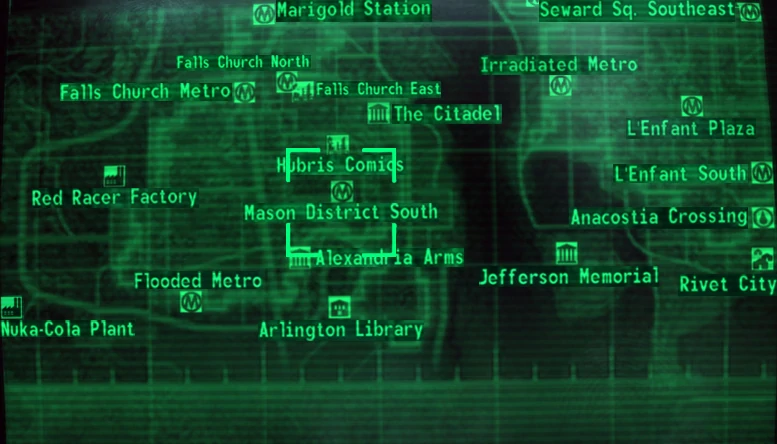 Marigold Station
Seward Sq. Southeast
Falls Church North
Irradiated Metro
Falls Church Metro
Falls Church East
The Citadel
L'Enfant Plaza
Hubris Comics
L'Enfant South
Red Racer Factory
Mason District South
Anacostia Crossing
Alexandria Arms
Jefferson Memorial
Rivet City
Flooded Metro
Nuka-Cola Plant
Arlington Library